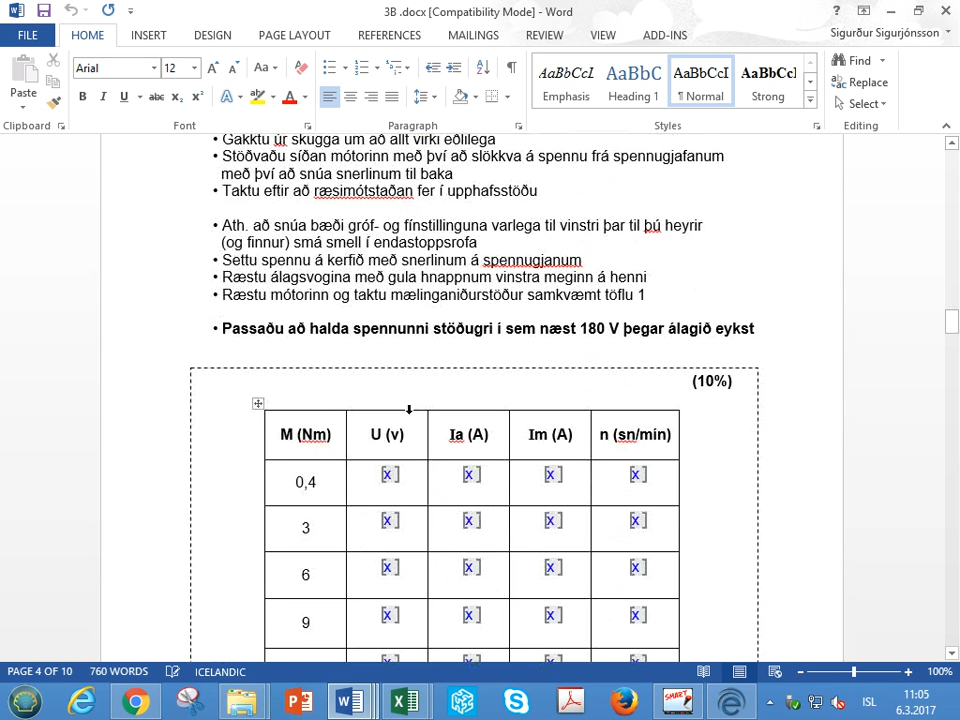 3B .docx [Compatibility Mode] - Word
Sigurður Sigurjónsson
FILE HOME INSERT DESIGN PAGE LAYOUT REFERENCES MAILINGS REVIEW VIEW ADD-INS
Paste
Arial 12
Aa
B I U abc x₂ x²
AaBbCcI AaBbC AaBbCcI AaBbCcl
Emphasis Heading 1 ¶ Normal Strong
Find
Replace
Select
Clipboard Font Paragraph Styles Editing
• Gakktu úr skugga um að allt virki eðlilega
• Stöðvaðu síðan mótorinn með því að slökkva á spennu frá spennugjafanum
með því að snúa snerlinum til baka
• Taktu eftir að ræsimótstaðan fer í upphafsstöðu
• Ath. að snúa bæði gróf- og fínstillinguna varlega til vinstri þar til þú heyrir
(og finnur) smá smell í endastoppsrofa
• Settu spennu á kerfið með snerlinum á spennugjanum
• Ræstu álagsvogina með gula hnappnum vinstra meginn á henni
• Ræstu mótorinn og taktu mælinganiðurstöður samkvæmt töflu 1
• Passaðu að halda spennunni stöðugri í sem næst 180 V þegar álagið eykst
(10%)
M (Nm) U (v) Ia (A) Im (A) n (sn/mín)
0,4 [x ] [x ] [x ] [x ]
3 [x ] [x ] [x ] [x ]
6 [x ] [x ] [x ] [x ]
9 [x ] [x ] [x ] [x ]
PAGE 4 OF 10 760 WORDS ICELANDIC 100%
ISL 11:05
6.3.2017